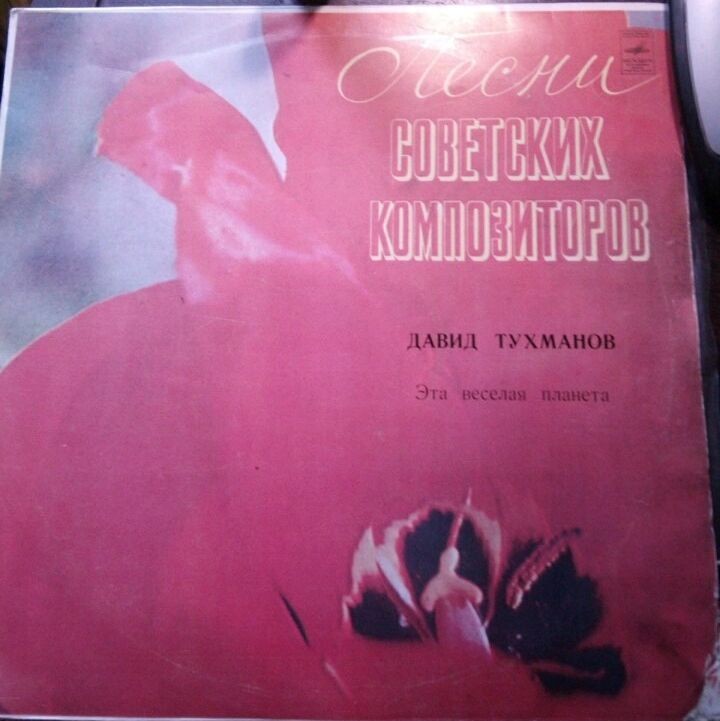 Песни
СОВЕТСКИХ
КОМПОЗИТОРОВ
ДАВИД ТУХМАНОВ
Эта веселая планета